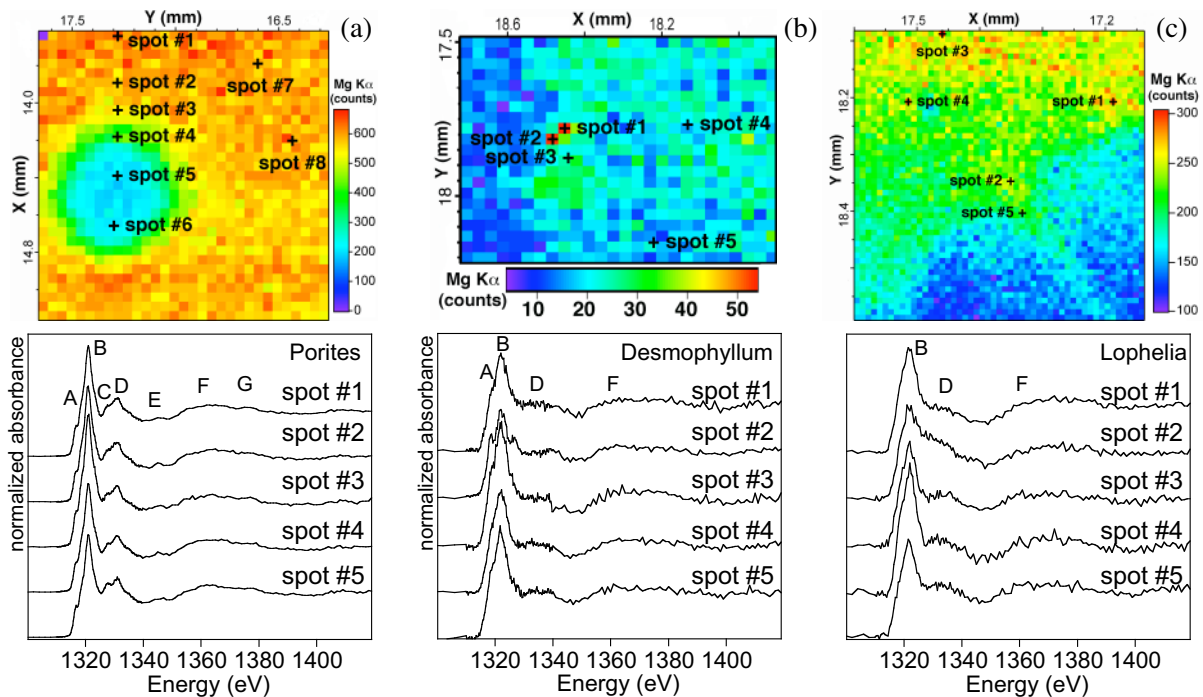 Y (mm)
17.5 16.5
(a)
spot #1
spot #7
spot #2
spot #3
spot #4
spot #8
spot #5
spot #6
X (mm)
14.0
14.8
Mg Kα
(counts)
600
500
400
300
200
100
0
X (mm)
18.6 18.2
(b)
17.5
Y (mm)
18
spot #1
spot #2
spot #3
spot #4
spot #5
Mg Kα
(counts)
10 20 30 40 50
X (mm)
17.5 17.2
(c)
spot #3
spot #4
spot #1
spot #2
spot #5
18.2
Y (mm)
18.4
Mg Kα
(counts)
300
250
200
150
100
normalized absorbance
Porites
A B C D E F G
spot #1
spot #2
spot #3
spot #4
spot #5
1320 1340 1360 1380 1400
Energy (eV)
normalized absorbance
Desmophyllum
A B D F
spot #1
spot #2
spot #3
spot #4
spot #5
1320 1340 1360 1380 1400
Energy (eV)
Lophelia
B D F
spot #1
spot #2
spot #3
spot #4
spot #5
1320 1340 1360 1380 1400
Energy (eV)